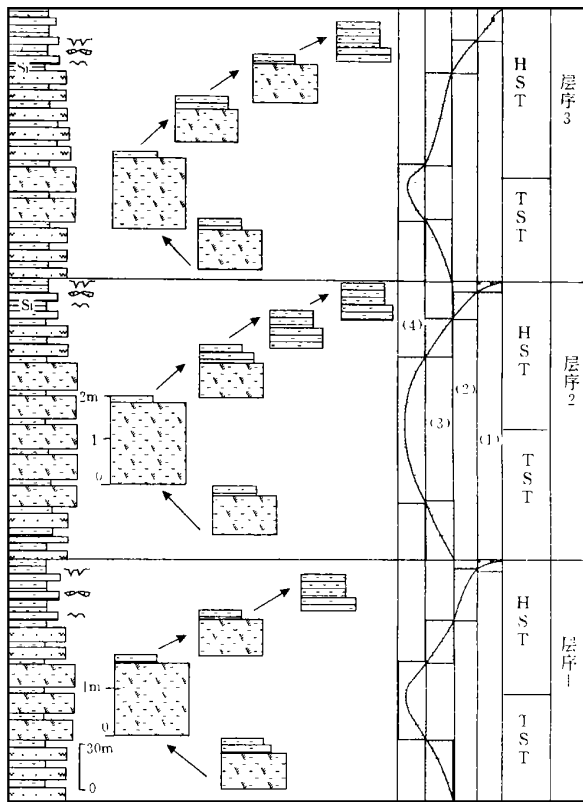 Si
HST
层序3
TST
Si
(4)
(3)
(2)
(1)
HST
层序2
TST
2m
1
0
HST
层序1
TST
1m
0
30m
0